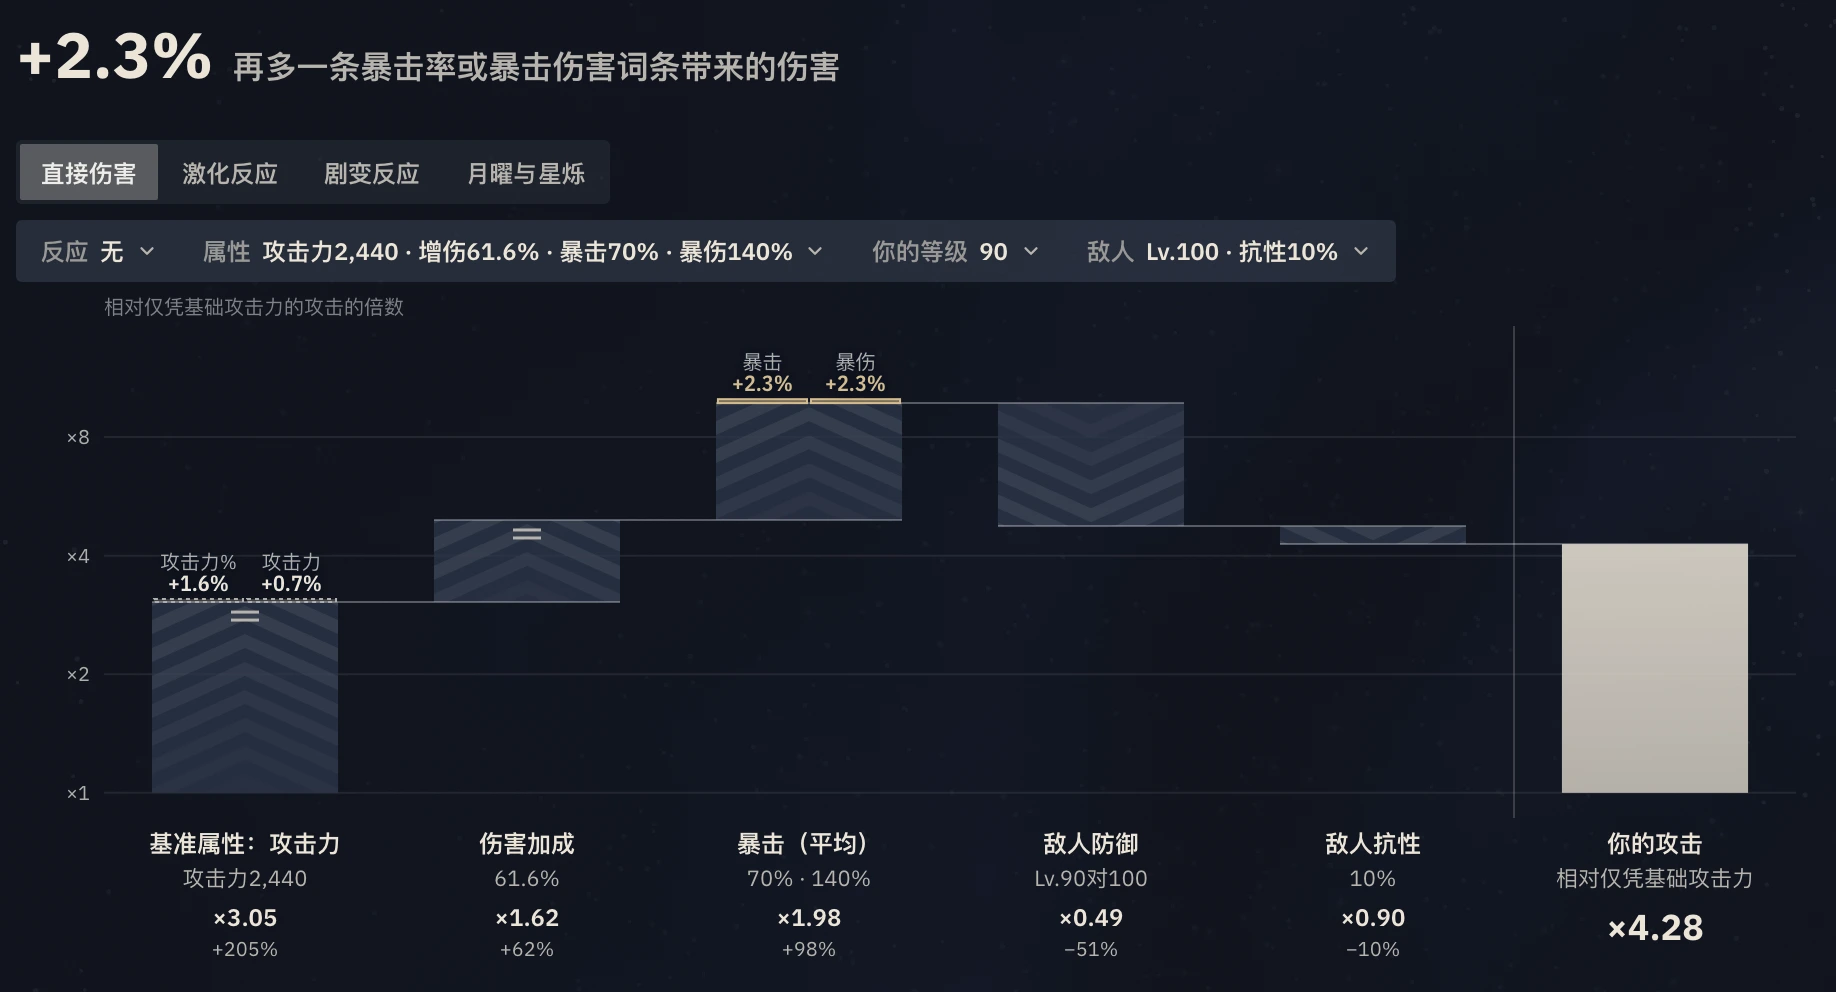 +2.3% 再多一条暴击率或暴击伤害词条带来的伤害
直接伤害 激化反应 剧变反应 月曜与星烁
反应 无 属性 攻击力2,440 · 增伤61.6% · 暴击70% · 暴伤140% 你的等级 90 敌人 Lv.100 · 抗性10%
相对仅凭基础攻击力的攻击的倍数
暴击 暴伤
+2.3% +2.3%
×8
×4
攻击力% 攻击力
+1.6% +0.7%
×2
×1
基准属性：攻击力 伤害加成 暴击（平均） 敌人防御 敌人抗性 你的攻击
攻击力2,440 61.6% 70% · 140% Lv.90对100 10% 相对仅凭基础攻击力
×3.05 ×1.62 ×1.98 ×0.49 ×0.90 ×4.28
+205% +62% +98% −51% −10%